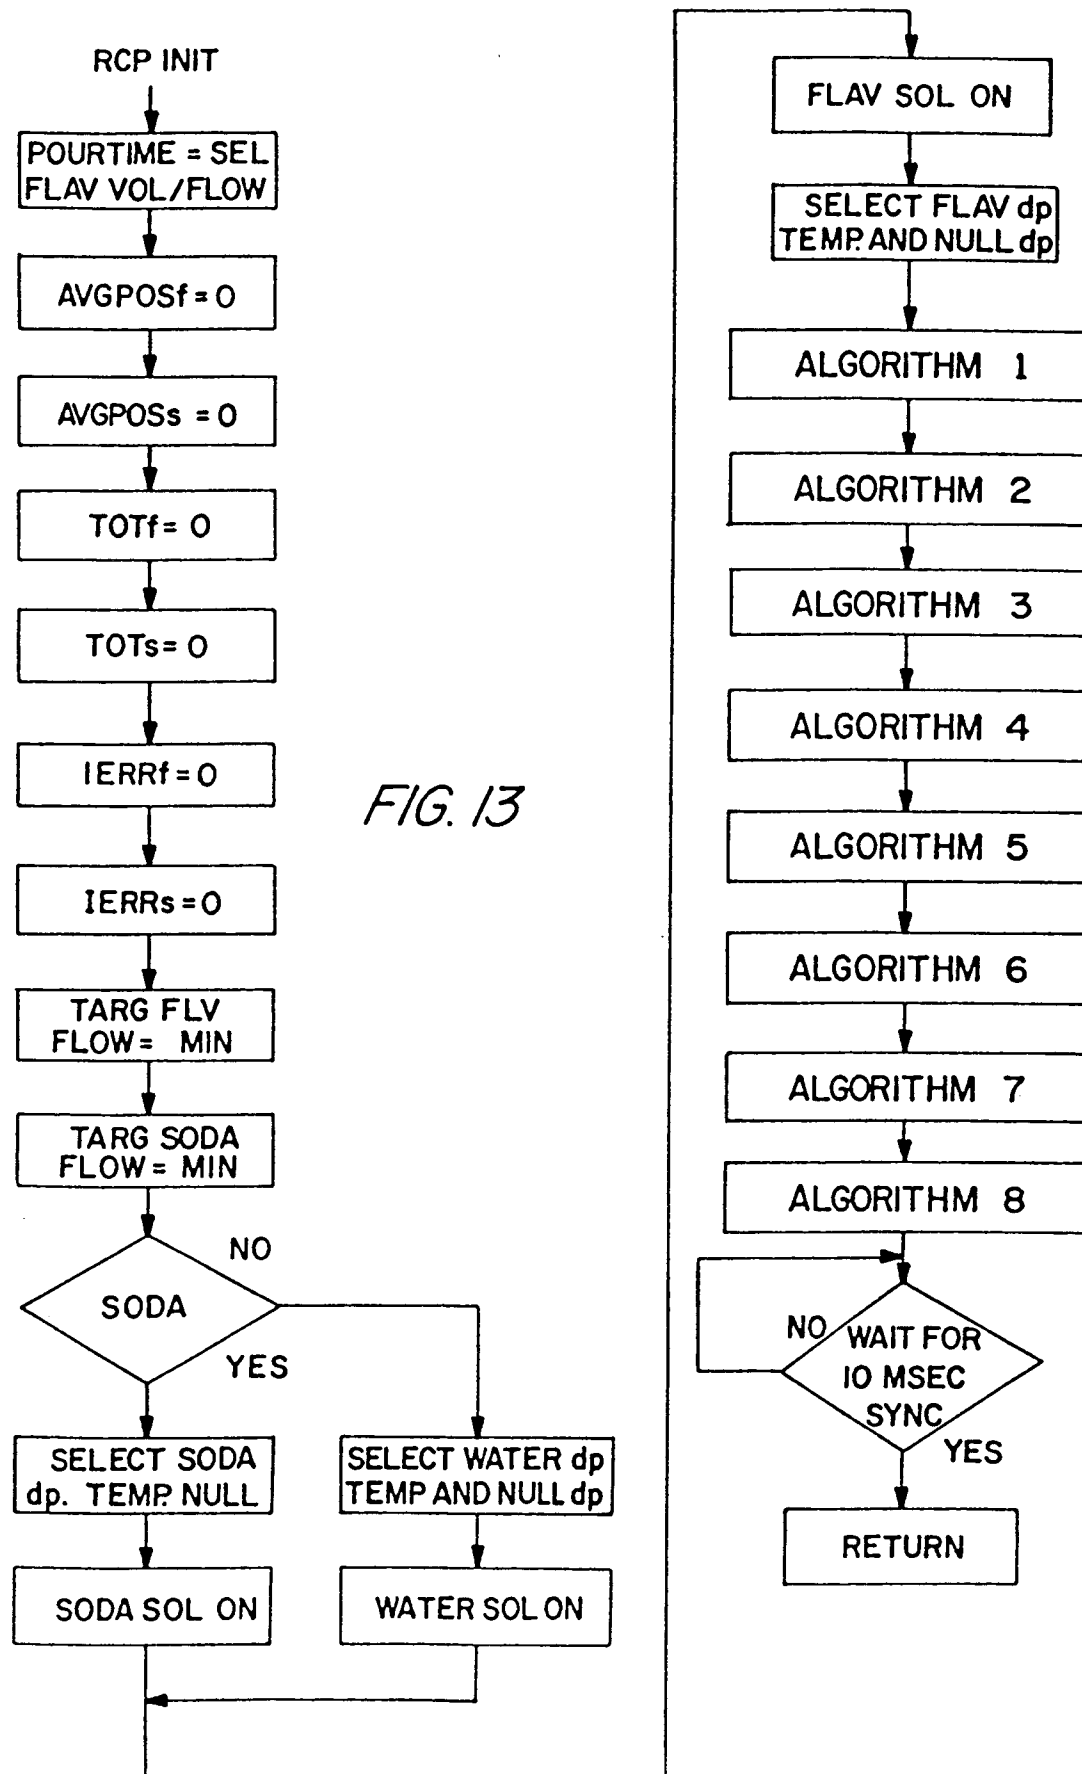 RCP INIT
POURTIME = SEL
FLAV VOL/FLOW
AVGPOSf = 0
AVGPOSs = 0
TOTf = 0
TOTs = 0
IERRf = 0
IERRs = 0
TARG FLV
FLOW = MIN
TARG SODA
FLOW = MIN
SODA
NO
YES
SELECT SODA
dp. TEMP. NULL
SODA SOL ON
SELECT WATER dp
TEMP AND NULL dp
WATER SOL ON
FIG. 13
FLAV SOL ON
SELECT FLAV dp
TEMP. AND NULL dp
ALGORITHM 1
ALGORITHM 2
ALGORITHM 3
ALGORITHM 4
ALGORITHM 5
ALGORITHM 6
ALGORITHM 7
ALGORITHM 8
NO
WAIT FOR
10 MSEC
SYNC
YES
RETURN